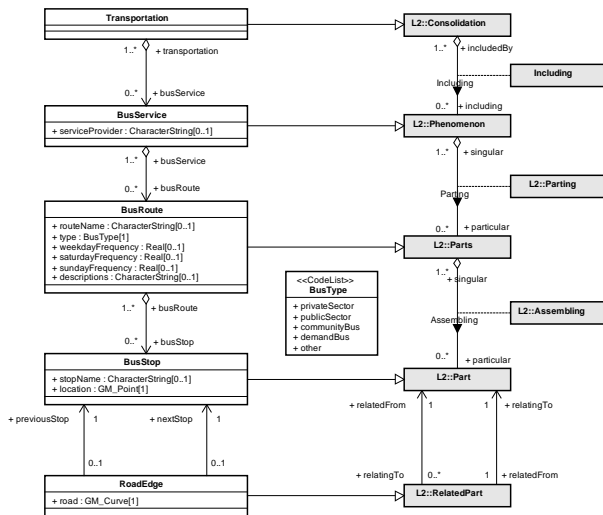 Transportation
L2::Consolidation
1..*
+ transportation
1..*
+ includedBy
Including
Including
0..*
+ busService
0..*
+ including
BusService
+ serviceProvider : CharacterString[0..1]
L2::Phenomenon
1..*
+ busService
1..*
+ singular
L2::Parting
Parting
0..*
+ busRoute
0..*
+ particular
BusRoute
+ routeName : CharacterString[0..1]
+ type : BusType[1]
+ weekdayFrequency : Real[0..1]
+ saturdayFrequency : Real[0..1]
+ sundayFrequency : Real[0..1]
+ descriptions : CharacterString[0..1]
L2::Parts
1..*
+ singular
<<CodeList>>
BusType
+ privateSector
+ publicSector
+ communityBus
+ demandBus
+ other
1..*
+ busRoute
L2::Assembling
Assembling
0..*
+ busStop
0..*
+ particular
BusStop
+ stopName : CharacterString[0..1]
+ location : GM_Point[1]
L2::Part
+ previousStop
1
+ nextStop
1
+ relatedFrom
1
1
+ relatingTo
0..1
0..1
+ relatingTo
0..*
1
+ relatedFrom
RoadEdge
+ road : GM_Curve[1]
L2::RelatedPart